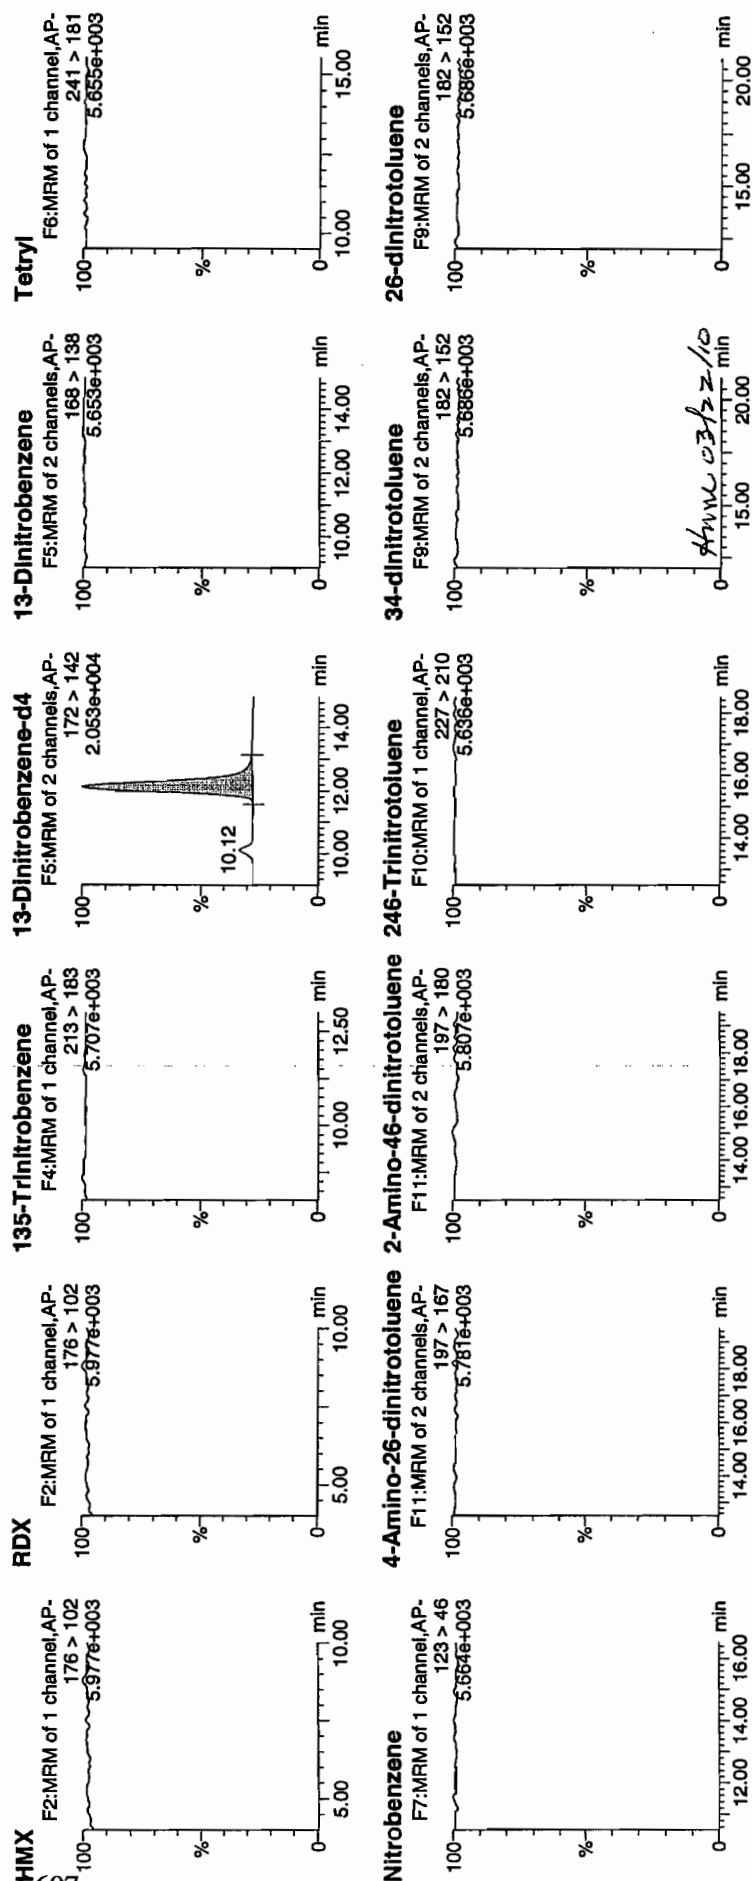 HMX
F2:MRM of 1 channel,AP-
176 > 102
5.977e+003
100
%
0
5.00
10.00
min
RDX
F2:MRM of 1 channel,AP-
176 > 102
5.977e+003
100
%
0
5.00
10.00
min
135-Trinitrobenzene
F4:MRM of 1 channel,AP-
213 > 183
5.707e+003
100
%
0
10.00
12.50
min
13-Dinitrobenzene-d4
F5:MRM of 2 channels,AP-
172 > 142
2.053e+004
100
10.12
%
0
10.00
12.00
14.00
min
13-Dinitrobenzene
F5:MRM of 2 channels,AP-
168 > 138
5.653e+003
100
%
0
10.00
12.00
14.00
min
Tetryl
F6:MRM of 1 channel,AP-
241 > 181
5.655e+003
100
%
0
10.00
15.00
min
Nitrobenzene
F7:MRM of 1 channel,AP-
123 > 46
5.664e+003
100
%
0
12.00
14.00
16.00
min
4-Amino-26-dinitrotoluene
F11:MRM of 2 channels,AP-
197 > 167
5.781e+003
100
%
0
14.00
16.00
18.00
min
2-Amino-46-dinitrotoluene
F11:MRM of 2 channels,AP-
197 > 180
5.807e+003
100
%
0
14.00
16.00
18.00
min
246-Trinitrotoluene
F10:MRM of 1 channel,AP-
227 > 210
5.636e+003
100
%
0
14.00
16.00
18.00
min
34-dinitrotoluene
F9:MRM of 2 channels,AP-
182 > 152
5.686e+003
100
%
0
15.00
20.00
min
03/22/10
26-dinitrotoluene
F9:MRM of 2 channels,AP-
182 > 152
5.686e+003
100
%
0
15.00
20.00
min